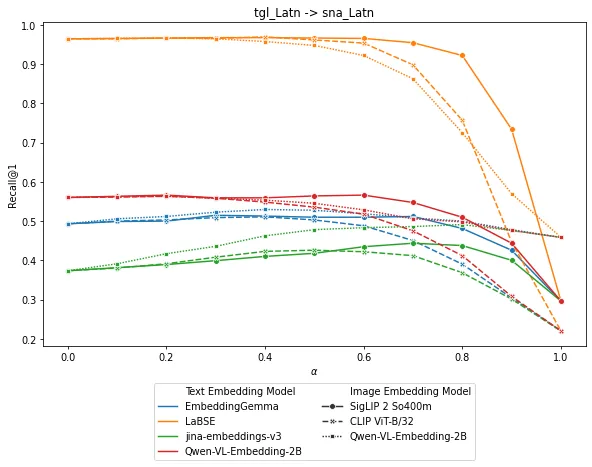 tgl_Latn -> sna_Latn
Recall@1
1.0
0.9
0.8
0.7
0.6
0.5
0.4
0.3
0.2
0.0 0.2 0.4 0.6 0.8 1.0
α
Text Embedding Model
EmbeddingGemma
LaBSE
jina-embeddings-v3
Qwen-VL-Embedding-2B
Image Embedding Model
SigLIP 2 So400m
CLIP ViT-B/32
Qwen-VL-Embedding-2B